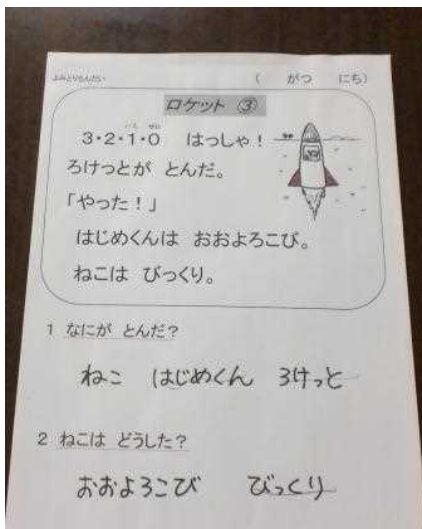 よみとりもんだい
( がつ にち)
ロケット ③
いち ぜろ
3・2・1・0 はっしゃ！
ろけっとが とんだ。
「やった！」
はじめくんは おおよろこび。
ねこは びっくり。
1 なにが とんだ？
ねこ はじめくん ろけっと
2 ねこは どうした？
おおよろこび びっくり